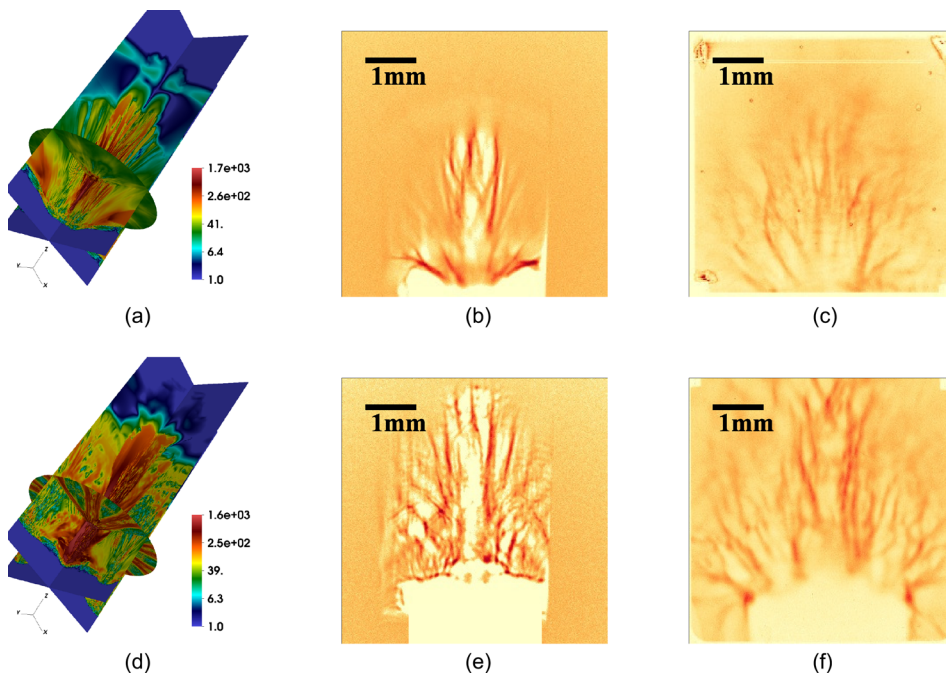 1.7e+03
2.6e+02
41.
6.4
1.0
z
Y
X
(a)
1mm
(b)
1mm
(c)
1.6e+03
2.5e+02
39.
6.3
1.0
z
Y
X
(d)
1mm
(e)
1mm
(f)